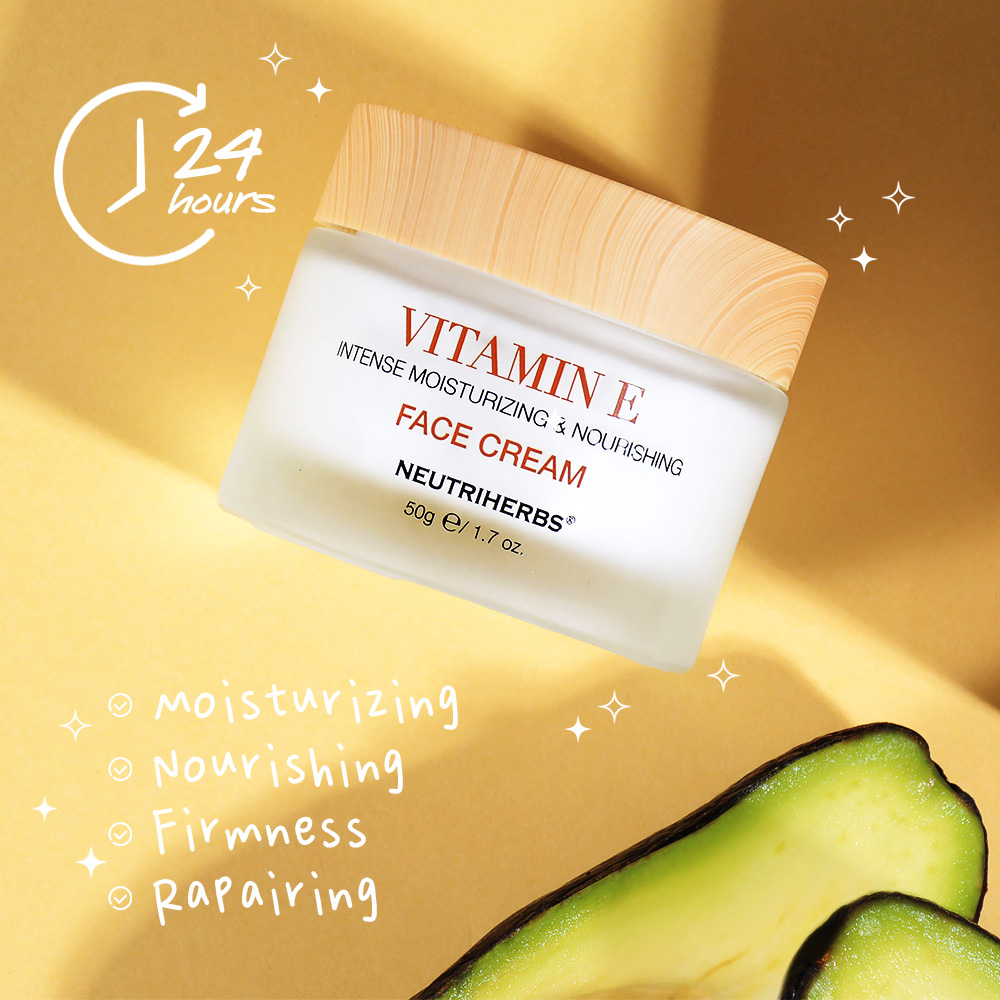 24
hours
VITAMIN E
INTENSE MOISTURIZING & NOURISHING
FACE CREAM
NEUTRIHERBS®
50g ℮/ 1.7 oz.
Moisturizing
Nourishing
Firmness
Rapairing